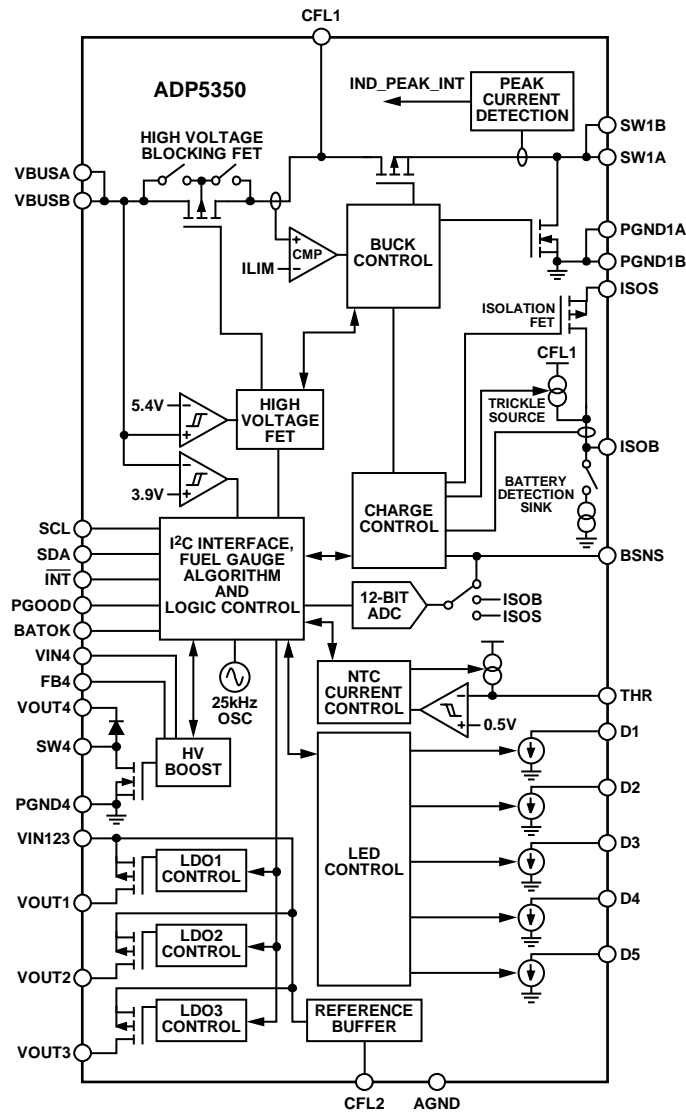 CFL1
ADP5350
IND_PEAK_INT
PEAK
CURRENT
DETECTION
HIGH VOLTAGE
BLOCKING FET
VBUSA
VBUSB
SW1B
SW1A
+
CMP
–
ILIM
BUCK
CONTROL
PGND1A
PGND1B
ISOS
ISOLATION
FET
CFL1
TRICKLE
SOURCE
5.4V
–
+
HIGH
VOLTAGE
FET
–
+
3.9V
ISOB
BATTERY
DETECTION
SINK
CHARGE
CONTROL
BSNS
SCL
SDA
INT
PGOOD
BATOK
I2C INTERFACE,
FUEL GAUGE
ALGORITHM
AND
LOGIC CONTROL
12-BIT
ADC
ISOB
ISOS
VIN4
FB4
VOUT4
SW4
PGND4
25kHz
OSC
HV
BOOST
NTC
CURRENT
CONTROL
–
+
0.5V
THR
D1
D2
D3
D4
D5
LED
CONTROL
VIN123
VOUT1
LDO1
CONTROL
VOUT2
LDO2
CONTROL
VOUT3
LDO3
CONTROL
REFERENCE
BUFFER
CFL2
AGND